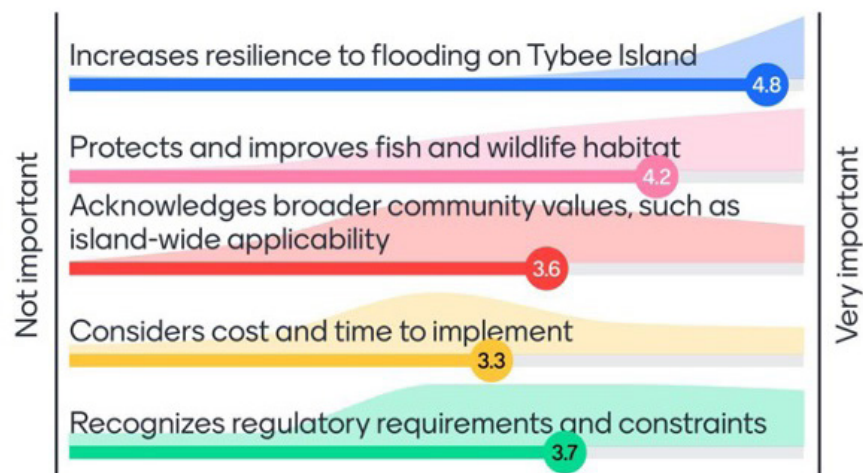 Not important
Increases resilience to flooding on Tybee Island
4.8
Protects and improves fish and wildlife habitat
4.2
Acknowledges broader community values, such as
island-wide applicability
3.6
Considers cost and time to implement
3.3
Recognizes regulatory requirements and constraints
3.7
Very important